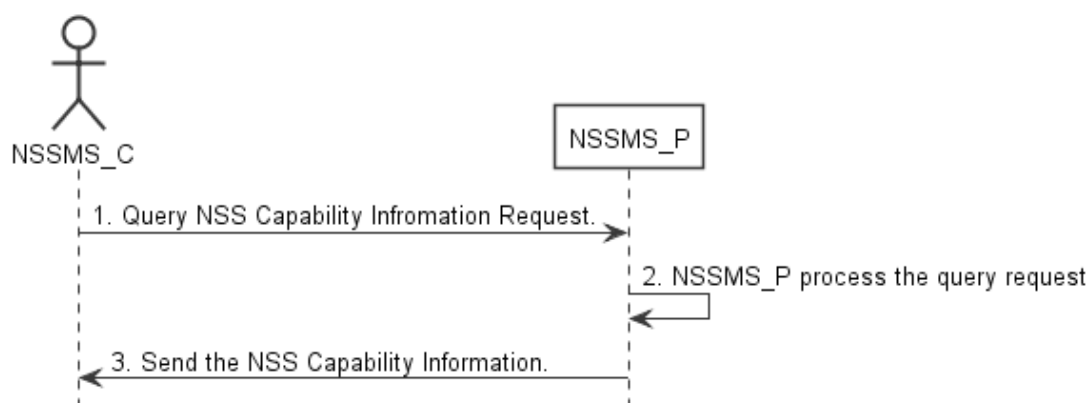 NSSMS_C
NSSMS_P
1. Query NSS Capability Infromation Request.
2. NSSMS_P process the query request
3. Send the NSS Capability Information.